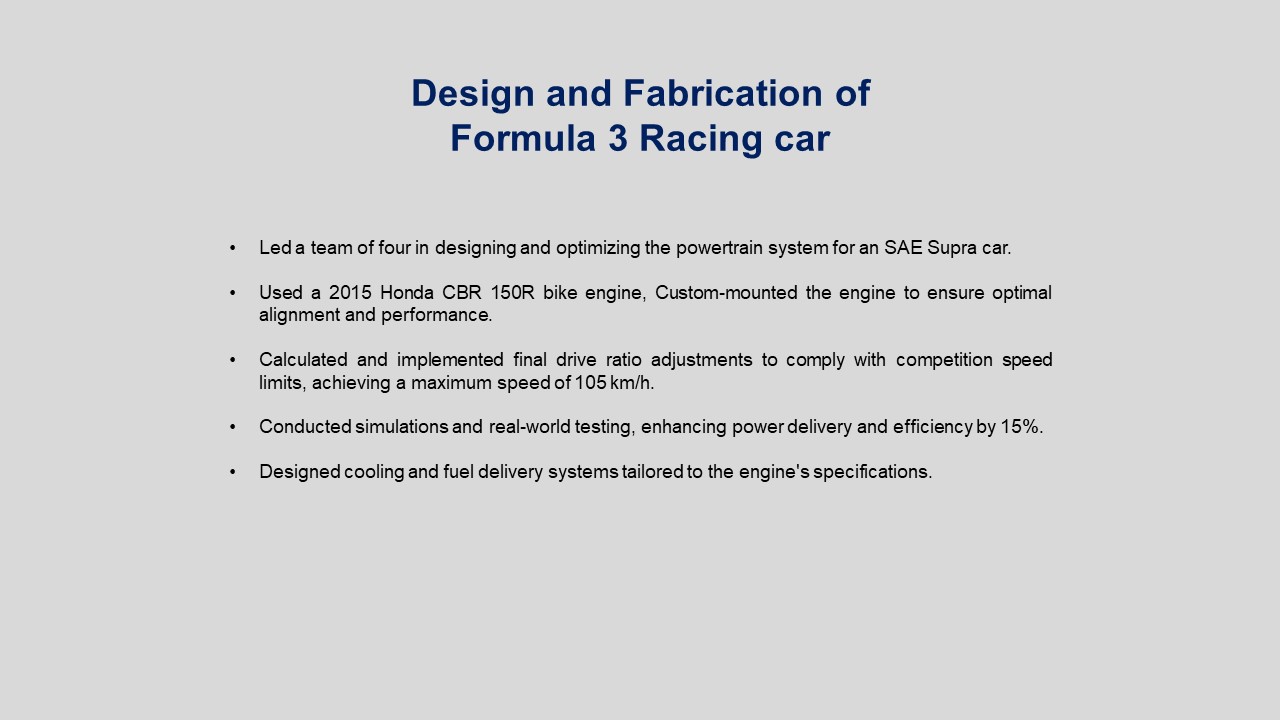 Design and Fabrication of
Formula 3 Racing car
• Led a team of four in designing and optimizing the powertrain system for an SAE Supra car.
• Used a 2015 Honda CBR 150R bike engine, Custom-mounted the engine to ensure optimal
alignment and performance.
• Calculated and implemented final drive ratio adjustments to comply with competition speed
limits, achieving a maximum speed of 105 km/h.
• Conducted simulations and real-world testing, enhancing power delivery and efficiency by 15%.
• Designed cooling and fuel delivery systems tailored to the engine's specifications.